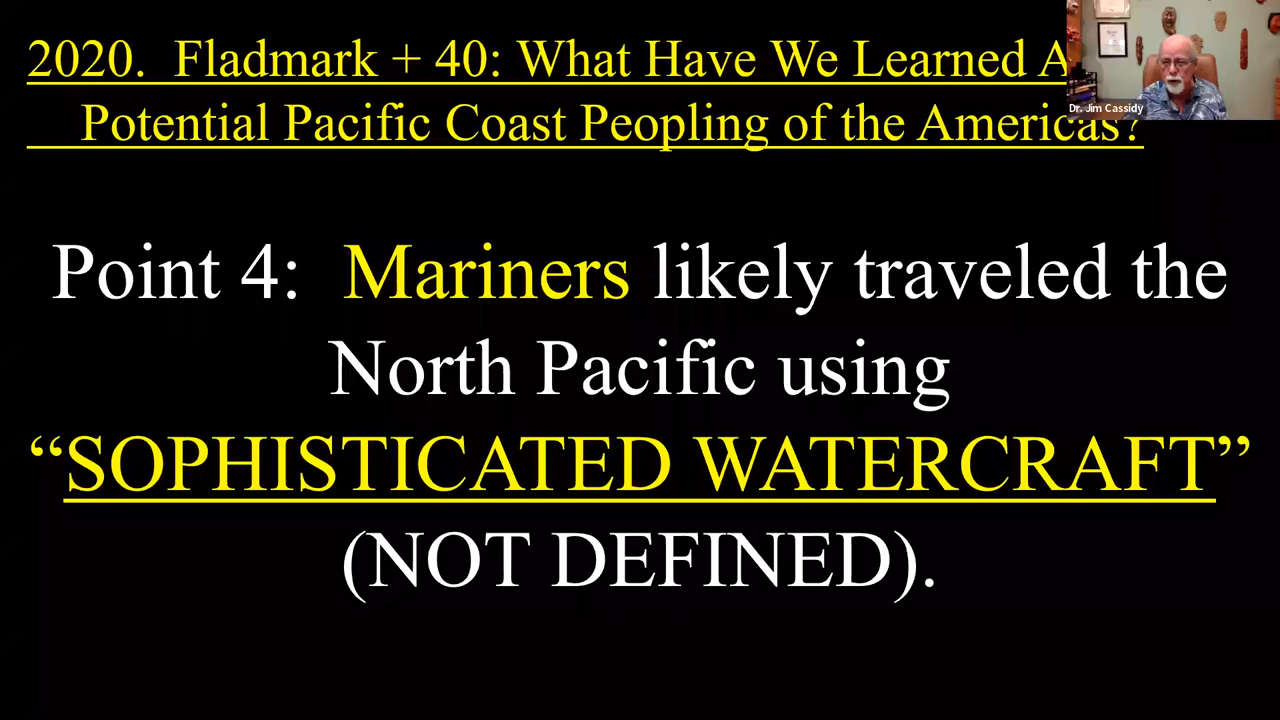 2020. Fladmark + 40: What Have We Learned A
Dr. Jim Cassidy
Potential Pacific Coast Peopling of the Americas?
Point 4: Mariners likely traveled the
North Pacific using
“SOPHISTICATED WATERCRAFT”
(NOT DEFINED).